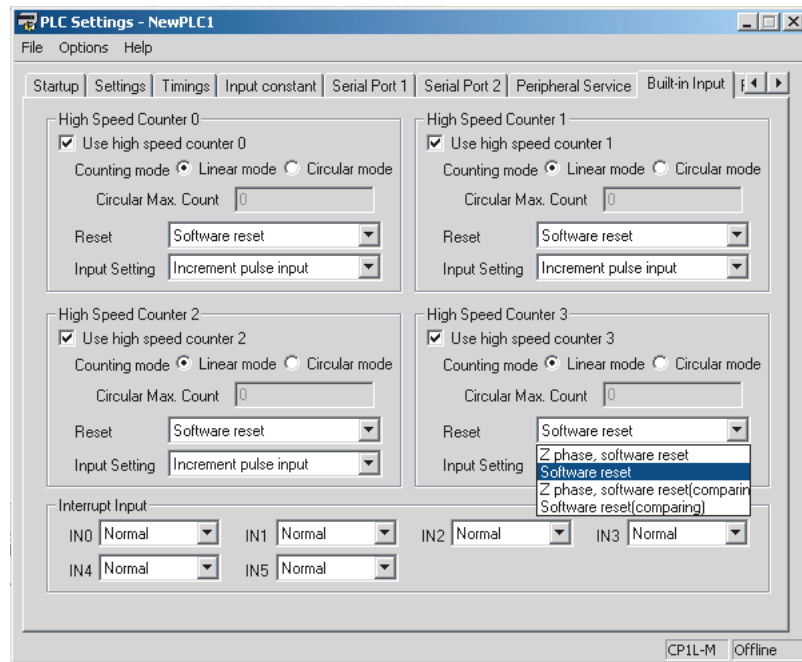 PLC Settings - NewPLC1
File Options Help
Startup Settings Timings Input constant Serial Port 1 Serial Port 2 Peripheral Service Built-in Input
High Speed Counter 0
Use high speed counter 0
Counting mode Linear mode Circular mode
Circular Max. Count 0
Reset Software reset
Input Setting Increment pulse input
High Speed Counter 1
Use high speed counter 1
Counting mode Linear mode Circular mode
Circular Max. Count 0
Reset Software reset
Input Setting Increment pulse input
High Speed Counter 2
Use high speed counter 2
Counting mode Linear mode Circular mode
Circular Max. Count 0
Reset Software reset
Input Setting Increment pulse input
High Speed Counter 3
Use high speed counter 3
Counting mode Linear mode Circular mode
Circular Max. Count 0
Reset Software reset
Input Setting
Z phase, software reset
Software reset
Z phase, software reset(comparin
Software reset(comparing)
Interrupt Input
IN0 Normal IN1 Normal IN2 Normal IN3 Normal
IN4 Normal IN5 Normal
CP1L-M Offline